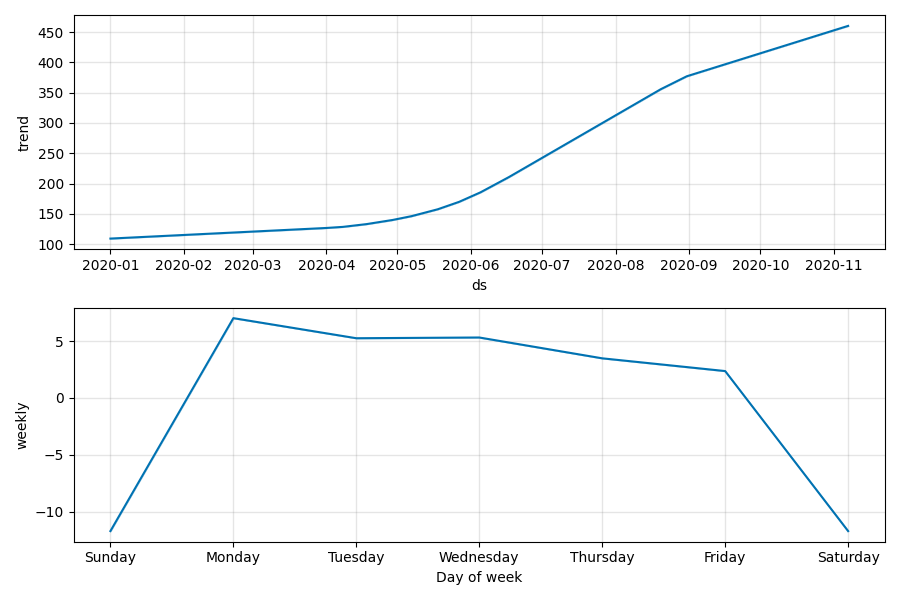 450
400
350
300
250
200
150
100
trend
2020-01 2020-02 2020-03 2020-04 2020-05 2020-06 2020-07 2020-08 2020-09 2020-10 2020-11
ds
5
0
−5
−10
weekly
Sunday Monday Tuesday Wednesday Thursday Friday Saturday
Day of week